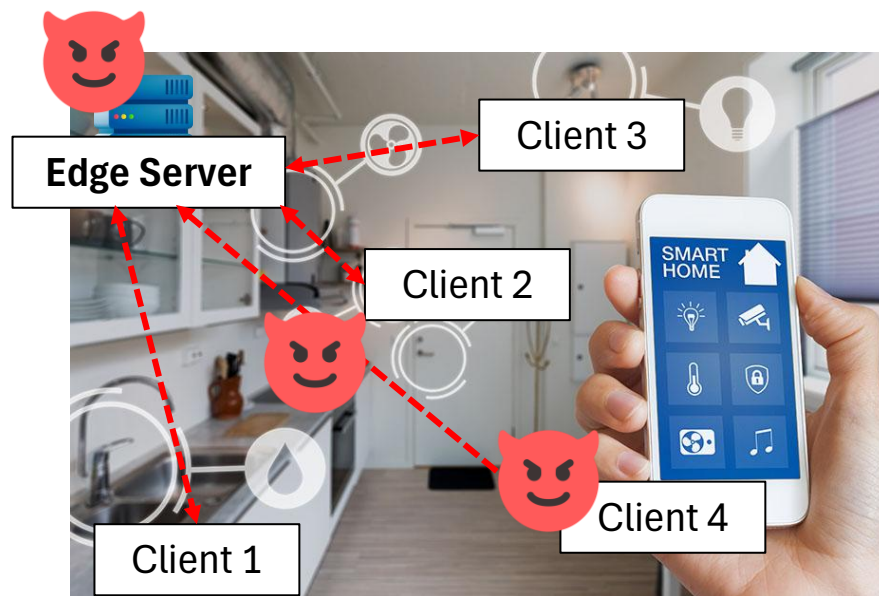 Client 3
Edge Server
SMART
HOME
Client 2
Client 4
Client 1